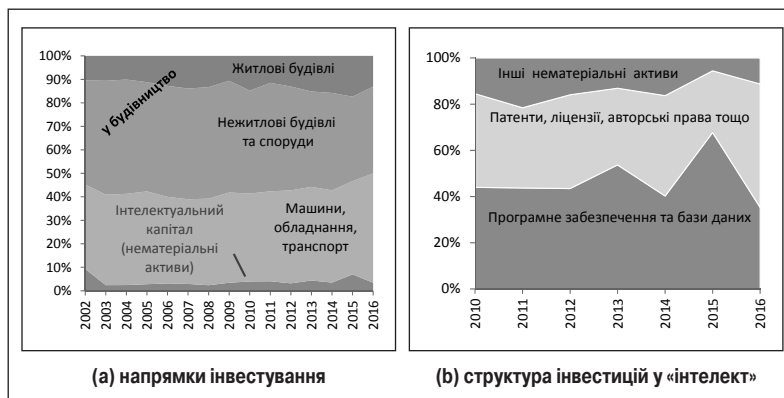 100%
90%
80%
70%
60%
50%
40%
30%
20%
10%
0%
у будівництво
Житлові будівлі
Нежитлові будівлі
та споруди
Інтелектуальний
капітал
(нематеріальні
активи)
Машини,
обладнання,
транспорт
2002
2003
2004
2005
2006
2007
2008
2009
2010
2011
2012
2013
2014
2015
2016
(a) напрямки інвестування
100%
80%
60%
40%
20%
0%
Інші нематеріальні активи
Патенти, ліцензії, авторські права тощо
Програмне забезпечення та бази даних
2010
2011
2012
2013
2014
2015
2016
(b) структура інвестицій у «інтелект»